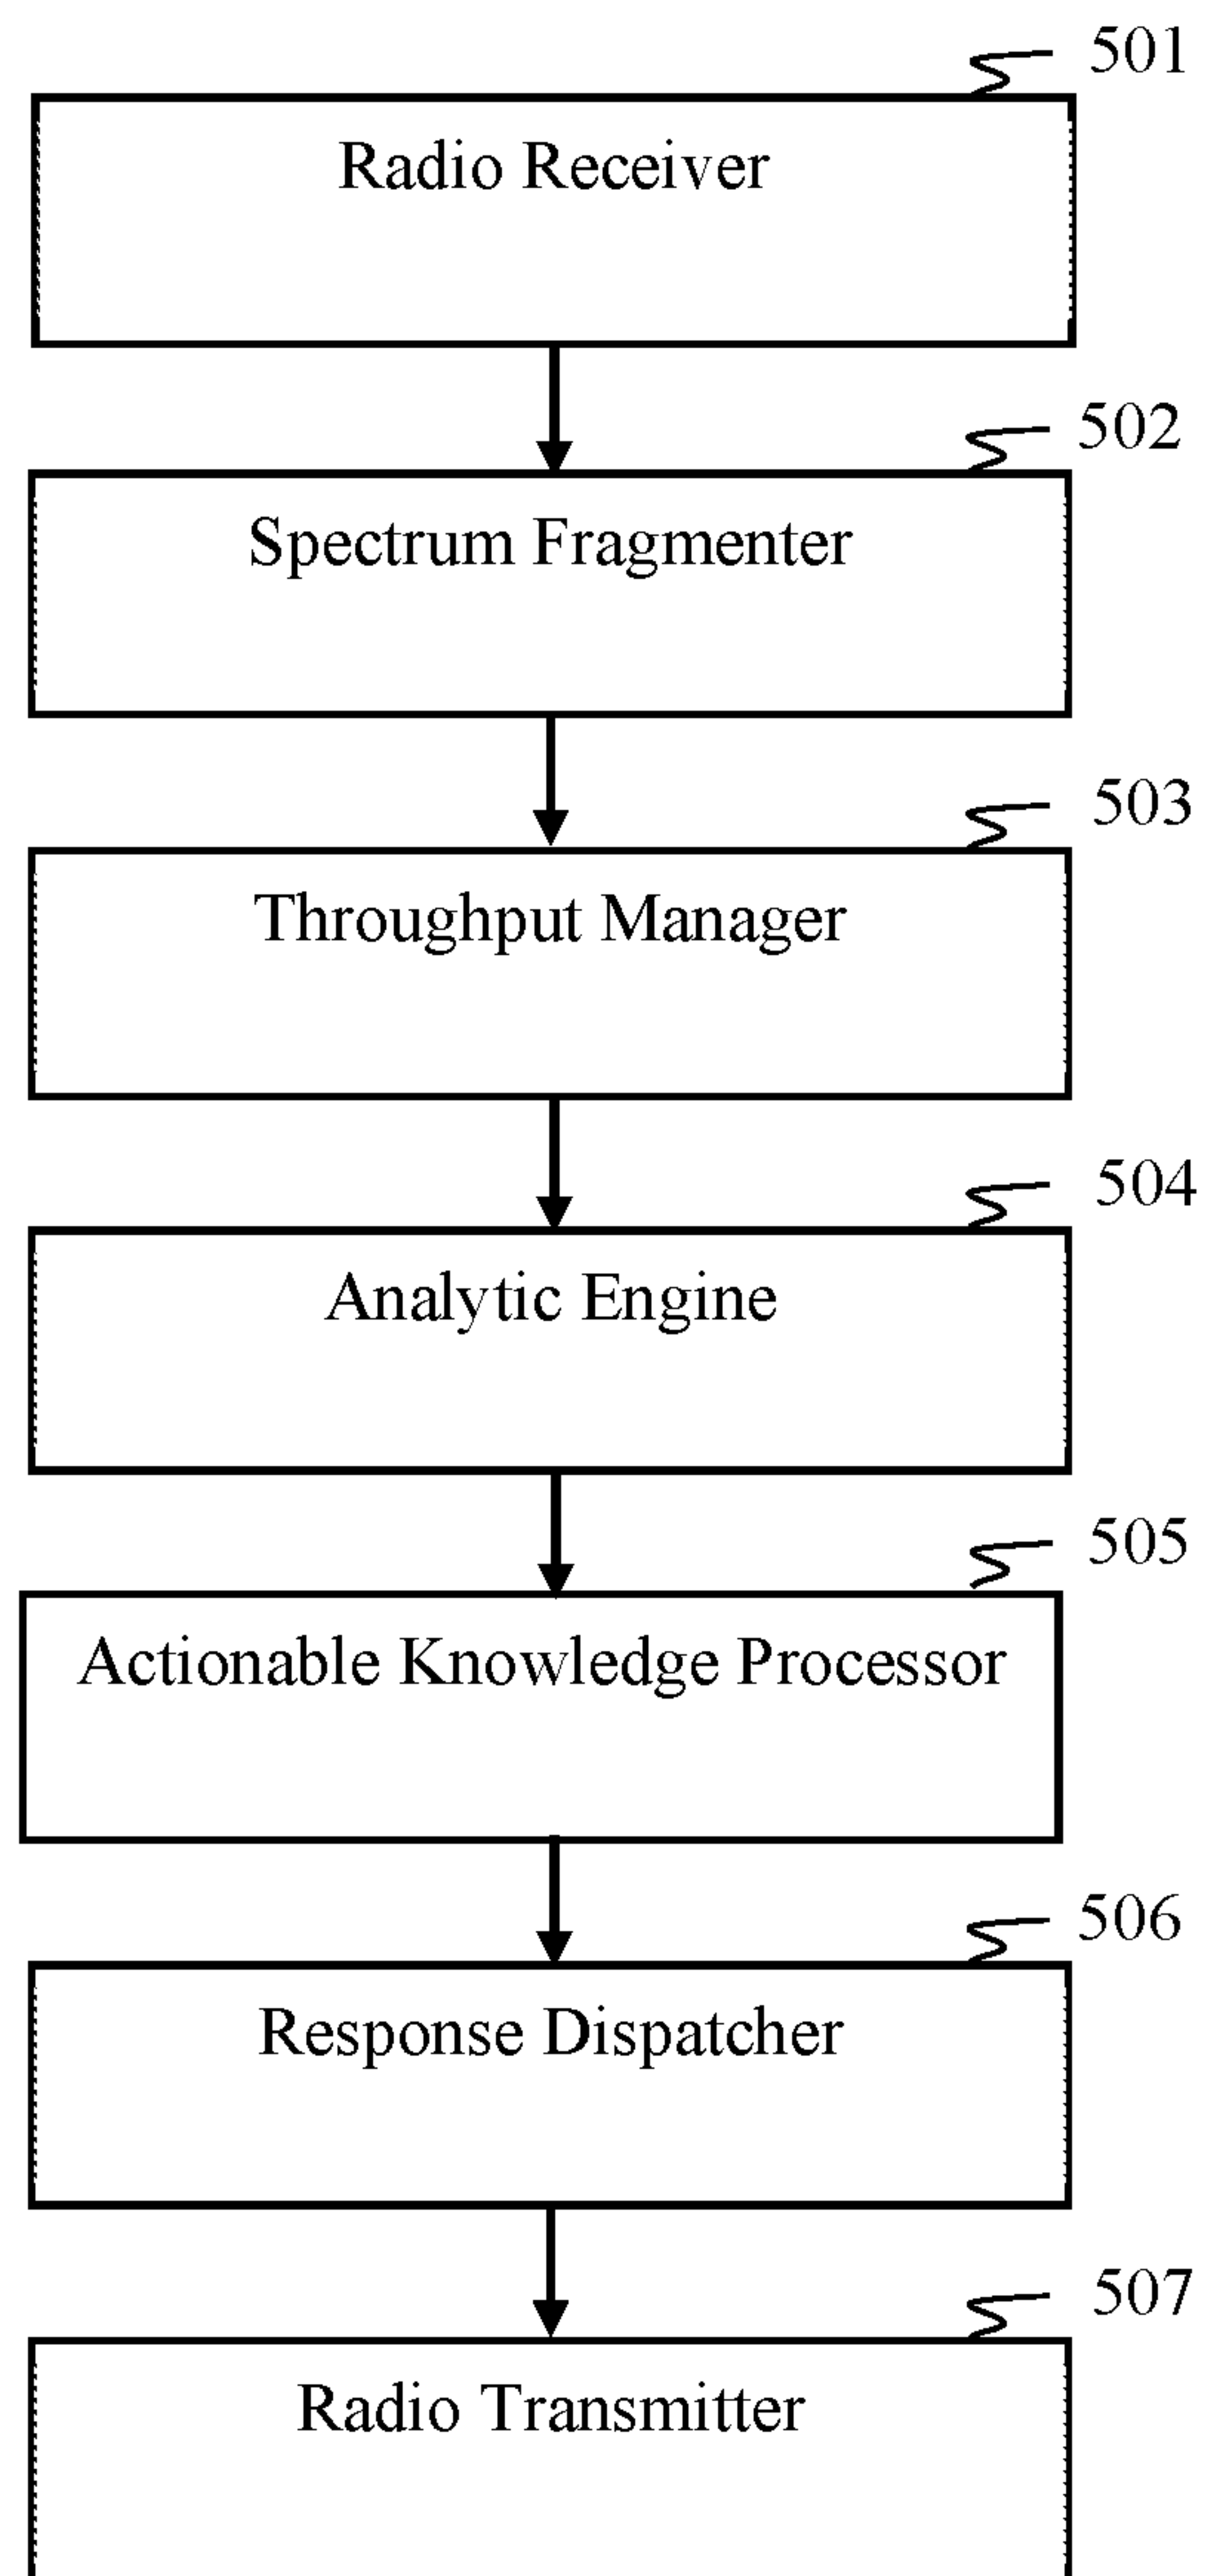 501
Radio Receiver
502
Spectrum Fragmenter
503
Throughput Manager
504
Analytic Engine
505
Actionable Knowledge Processor
506
Response Dispatcher
507
Radio Transmitter